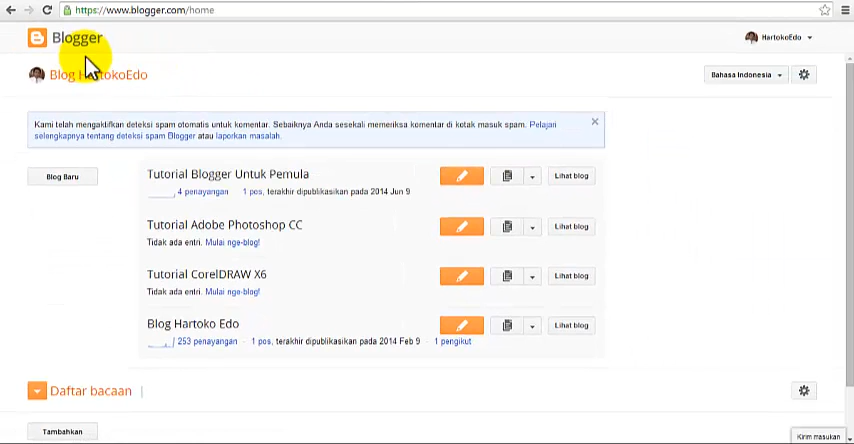 https://www.blogger.com/home
Blogger
HartokoEdo
Blog HartokoEdo
Bahasa Indonesia
Kami telah mengaktifkan deteksi spam otomatis untuk komentar. Sebaiknya Anda sesekali memeriksa komentar di kotak masuk spam. Pelajari
selengkapnya tentang deteksi spam Blogger atau laporkan masalah.
Blog Baru
Tutorial Blogger Untuk Pemula
Lihat blog
4 penayangan · 1 pos, terakhir dipublikasikan pada 2014 Jun 9
Tutorial Adobe Photoshop CC
Lihat blog
Tidak ada entri. Mulai nge-blog!
Tutorial CorelDRAW X6
Lihat blog
Tidak ada entri. Mulai nge-blog!
Blog Hartoko Edo
Lihat blog
253 penayangan · 1 pos, terakhir dipublikasikan pada 2014 Feb 9 · 1 pengikut
Daftar bacaan |
Tambahkan
Kirim masukan